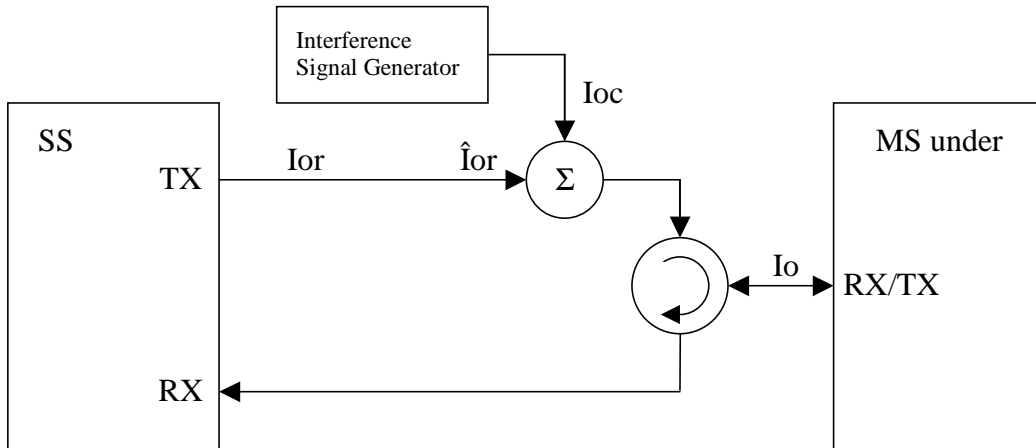 Interference
Signal Generator
Ioc
SS
MS under
TX
Ior
Îor
Σ
Io
RX/TX
RX